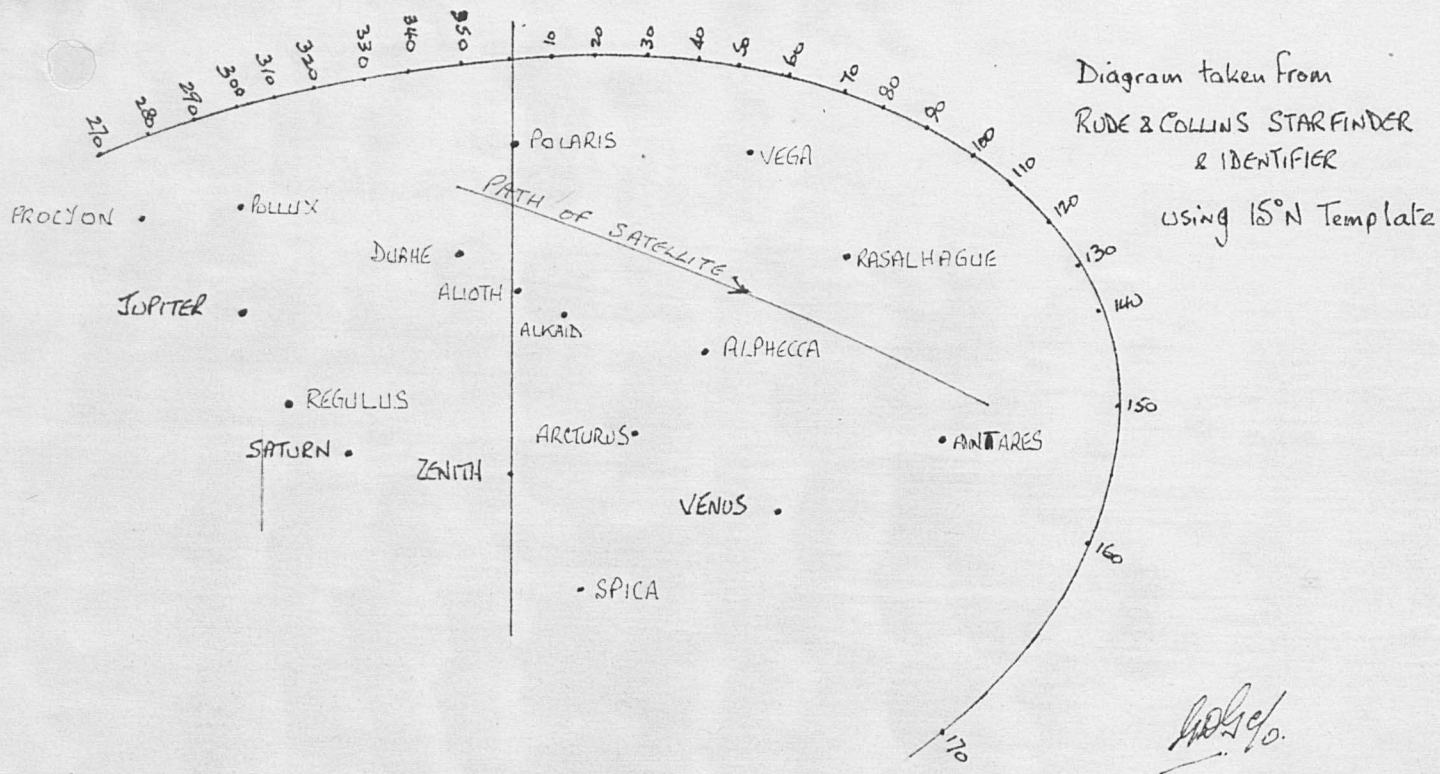 270
280
290
300
310
320
330
340
350
10
20
30
40
50
60
70
80
90
100
110
120
130
140
150
160
170
Diagram taken from
RUDE & COLLINS STARFINDER
& IDENTIFIER
using 15°N Template
POLARIS
VEGA
PATH OF SATELLITE
PROCYON
POLLUX
DUBHE
RASALHAGUE
ALIOTH
JUPITER
ALKAID
ALPHECCA
REGULUS
ARCTURUS
ANTARES
SATURN
ZENITH
VENUS
SPICA